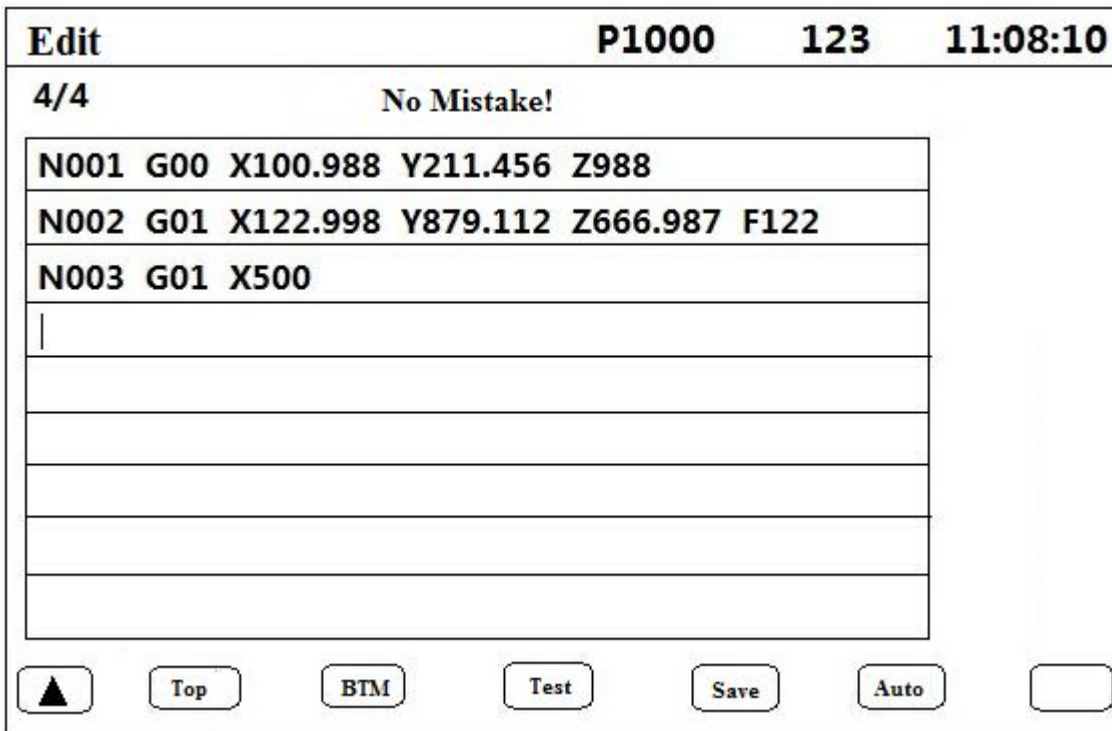 Edit P1000 123 11:08:10
4/4 No Mistake!
N001 G00 X100.988 Y211.456 Z988
N002 G01 X122.998 Y879.112 Z666.987 F122
N003 G01 X500
▲ Top BTM Test Save Auto